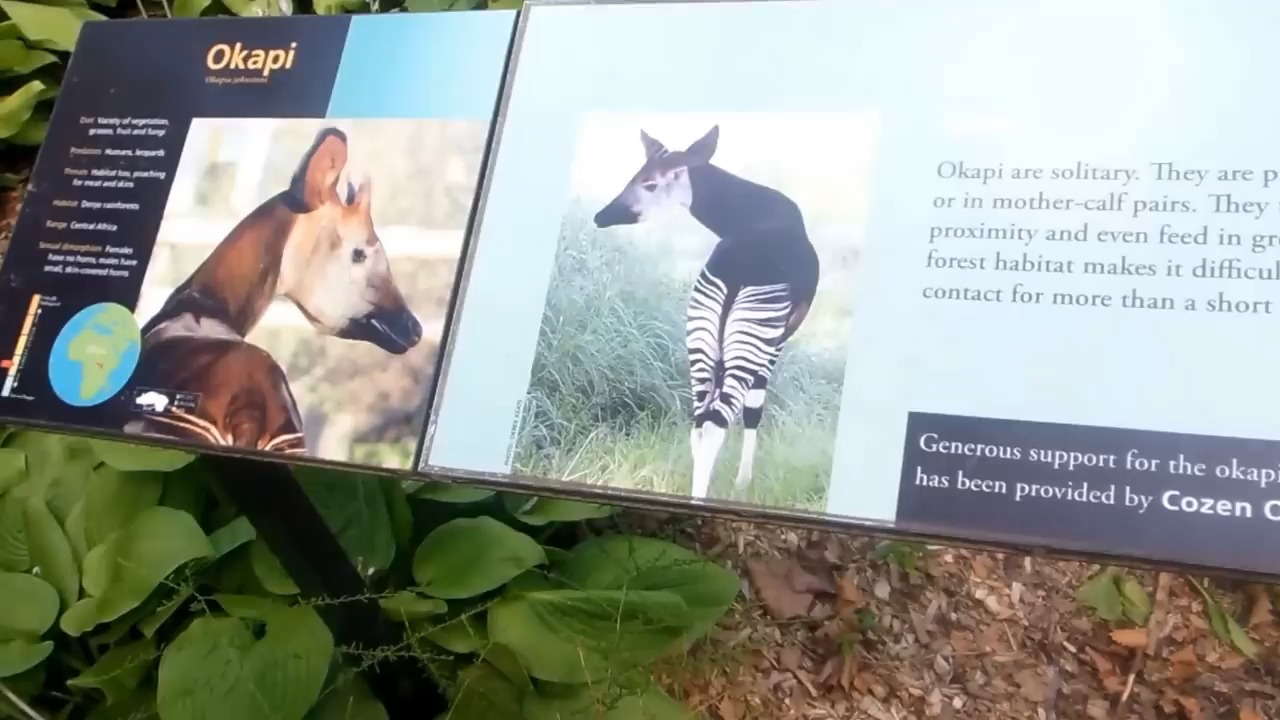 Okapi
Okapia johnstoni
Diet Variety of vegetation,
grasses, fruit and fungi
Predators Humans, leopards
Threats Habitat loss, poaching
for meat and skins
Habitat Dense rainforests
Range Central Africa
Sexual dimorphism Females
have no horns, males have
small, skin-covered horns
Okapi are solitary. They are p
or in mother-calf pairs. They
proximity and even feed in gr
forest habitat makes it difficul
contact for more than a short
Generous support for the okapi
has been provided by Cozen O